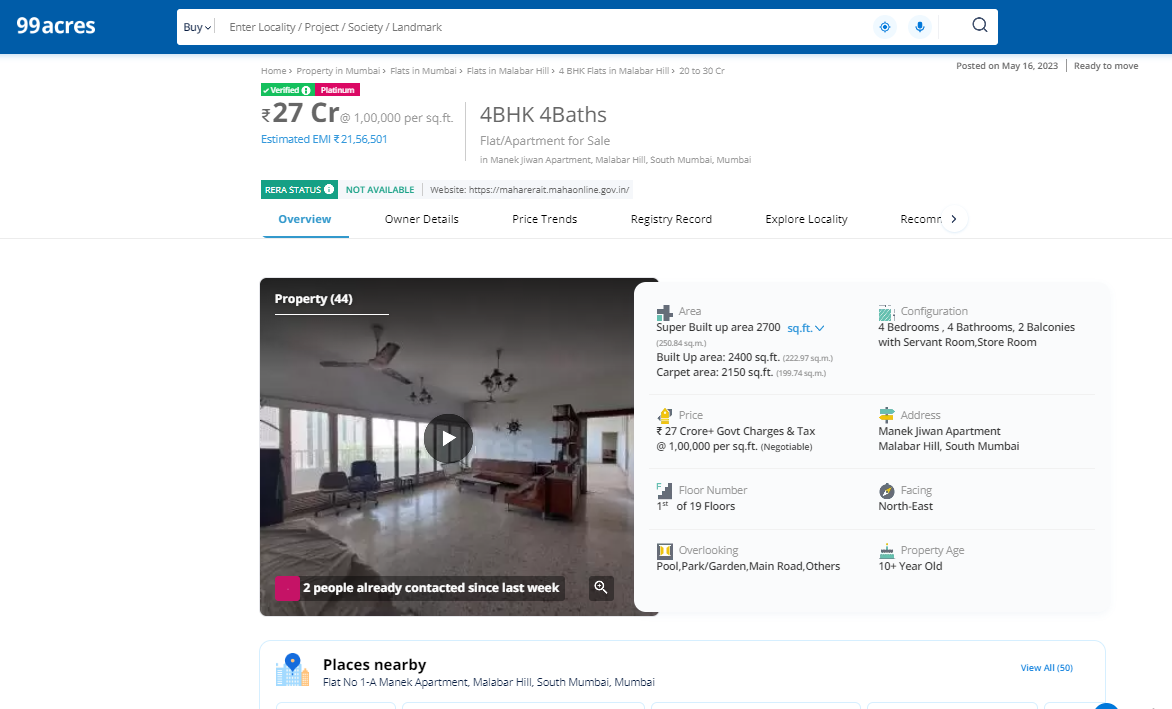 99acres
Buy
Enter Locality / Project / Society / Landmark
Home › Property in Mumbai › Flats in Mumbai › Flats in Malabar Hill › 4 BHK Flats in Malabar Hill › 20 to 30 Cr
Posted on May 16, 2023 | Ready to move
Verified Platinum
₹27 Cr @ 1,00,000 per sq.ft.
Estimated EMI ₹21,56,501
4BHK 4Baths
Flat/Apartment for Sale
in Manek Jiwan Apartment, Malabar Hill, South Mumbai, Mumbai
RERA STATUS NOT AVAILABLE | Website: https://maharerait.mahaonline.gov.in/
Overview Owner Details Price Trends Registry Record Explore Locality
Property (44)
2 people already contacted since last week
Area
Super Built up area 2700 sq.ft.
(250.84 sq.m.)
Built Up area: 2400 sq.ft. (222.97 sq.m.)
Carpet area: 2150 sq.ft. (199.74 sq.m.)
Configuration
4 Bedrooms , 4 Bathrooms, 2 Balconies
with Servant Room,Store Room
Price
₹ 27 Crore+ Govt Charges & Tax
@ 1,00,000 per sq.ft. (Negotiable)
Address
Manek Jiwan Apartment
Malabar Hill, South Mumbai
Floor Number
1st of 19 Floors
Facing
North-East
Overlooking
Pool,Park/Garden,Main Road,Others
Property Age
10+ Year Old
Places nearby
Flat No 1-A Manek Apartment, Malabar Hill, South Mumbai, Mumbai
View All (50)